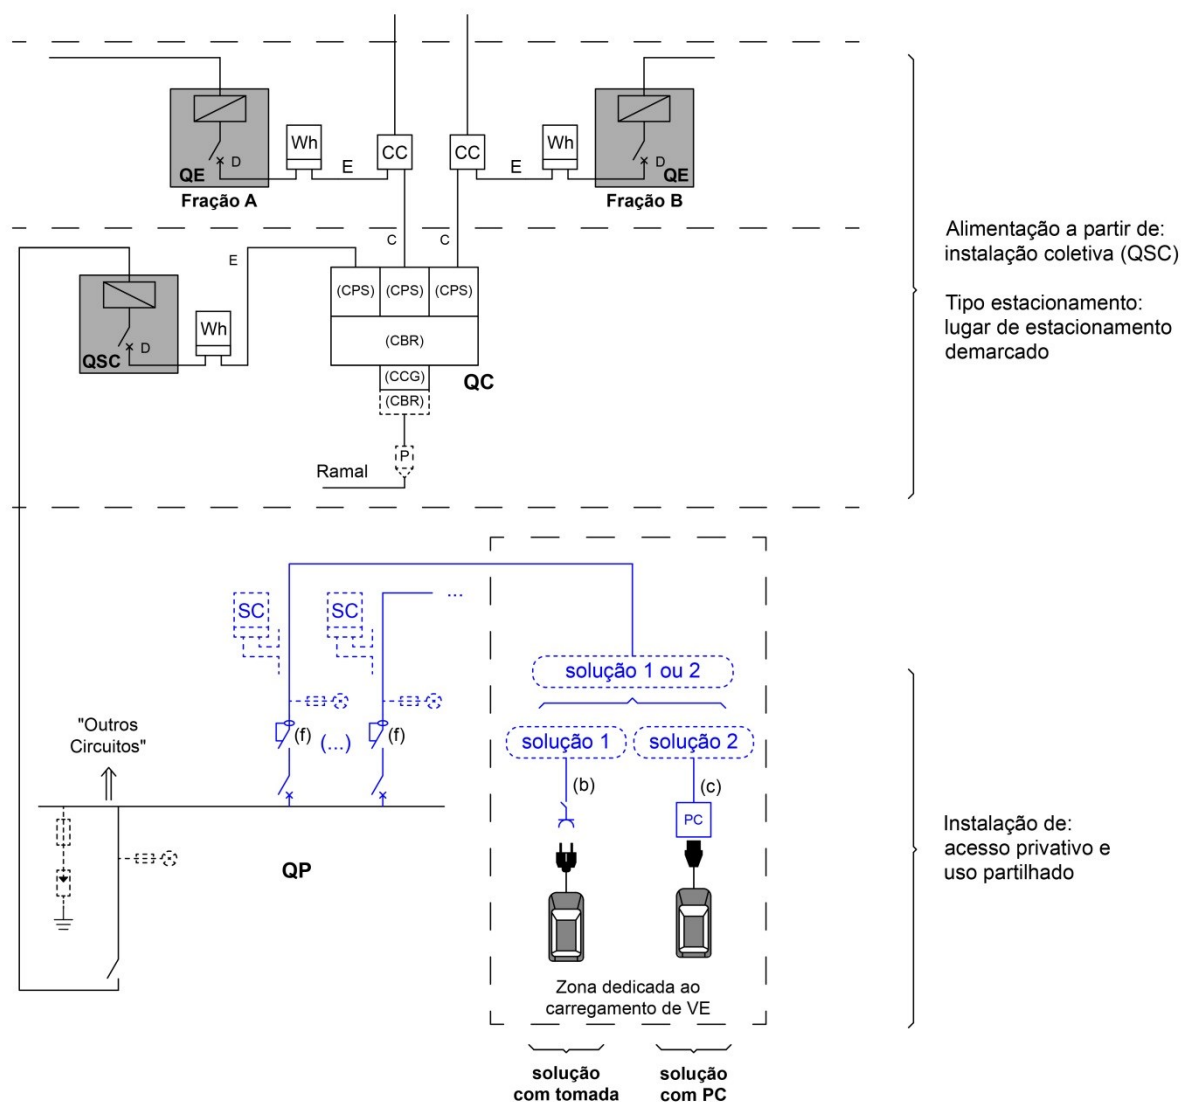 Wh
CC
CC
Wh
D
E
E
D
QE
QE
Fração A
Fração B
C
C
E
(CPS)
(CPS)
(CPS)
Wh
(CBR)
D
QSC
(CCG)
QC
(CBR)
P
Ramal
Alimentação a partir de:
instalação coletiva (QSC)
Tipo estacionamento:
lugar de estacionamento
demarcado
SC
SC
...
solução 1 ou 2
"Outros
Circuitos"
(f)
(...)
(f)
solução 1
solução 2
(b)
(c)
PC
QP
Instalação de:
acesso privativo e
uso partilhado
Zona dedicada ao
carregamento de VE
solução
com tomada
solução
com PC